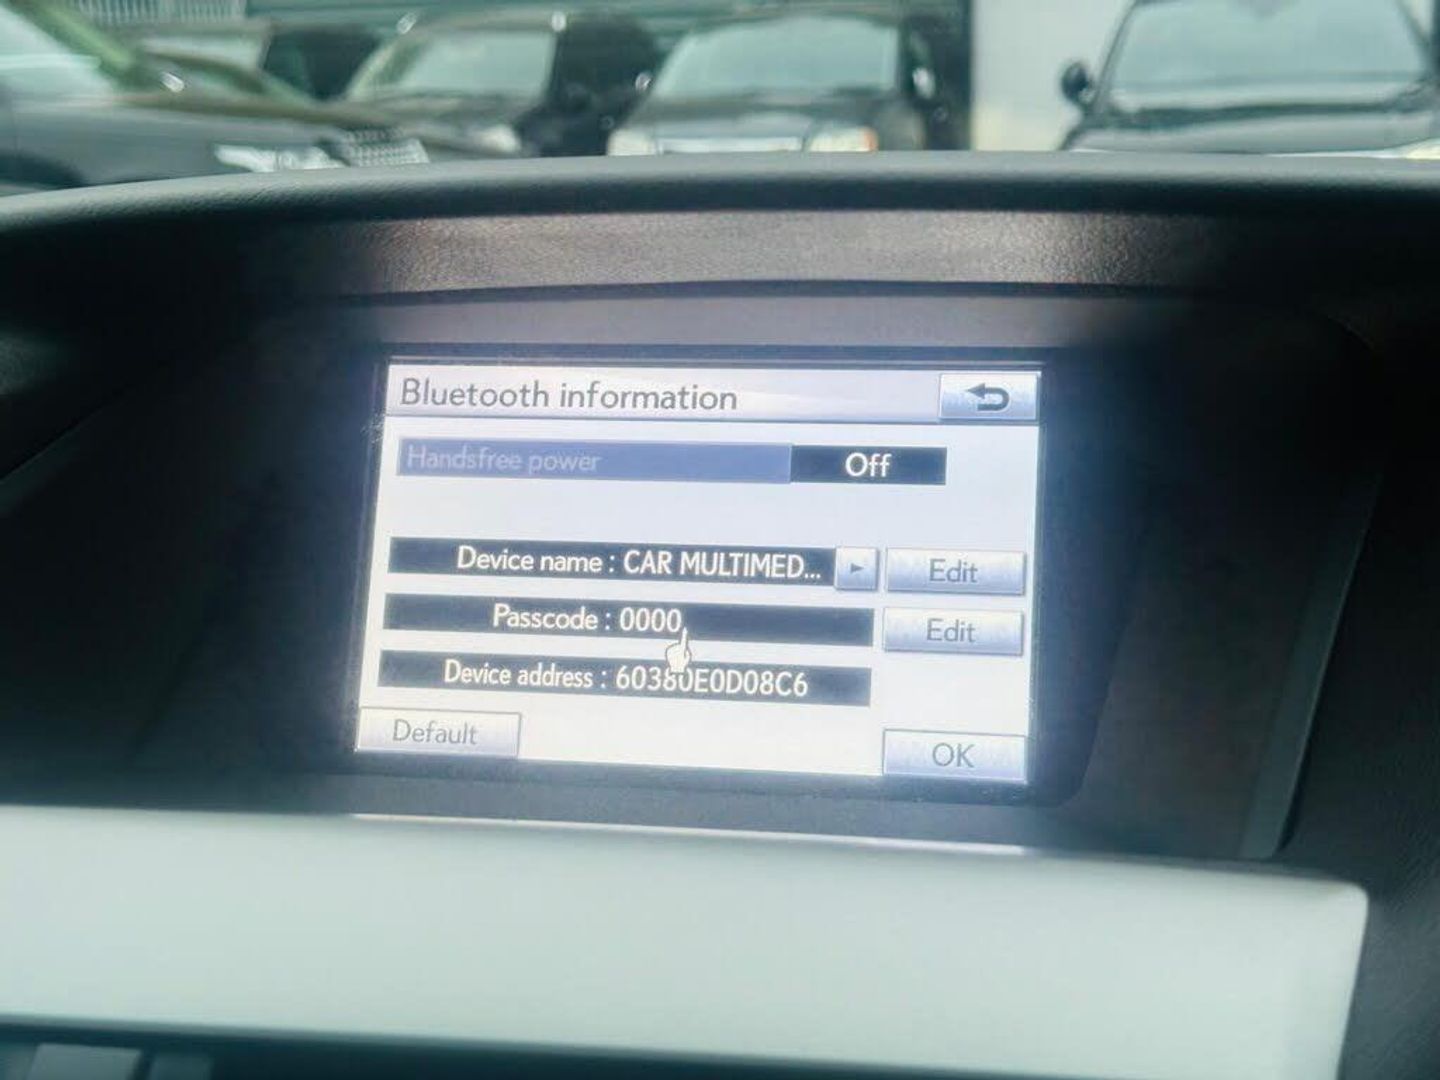 Bluetooth information
Handsfree power Off
Device name : CAR MULTIMED... Edit
Passcode : 0000 Edit
Device address : 60380E0D08C6
Default OK